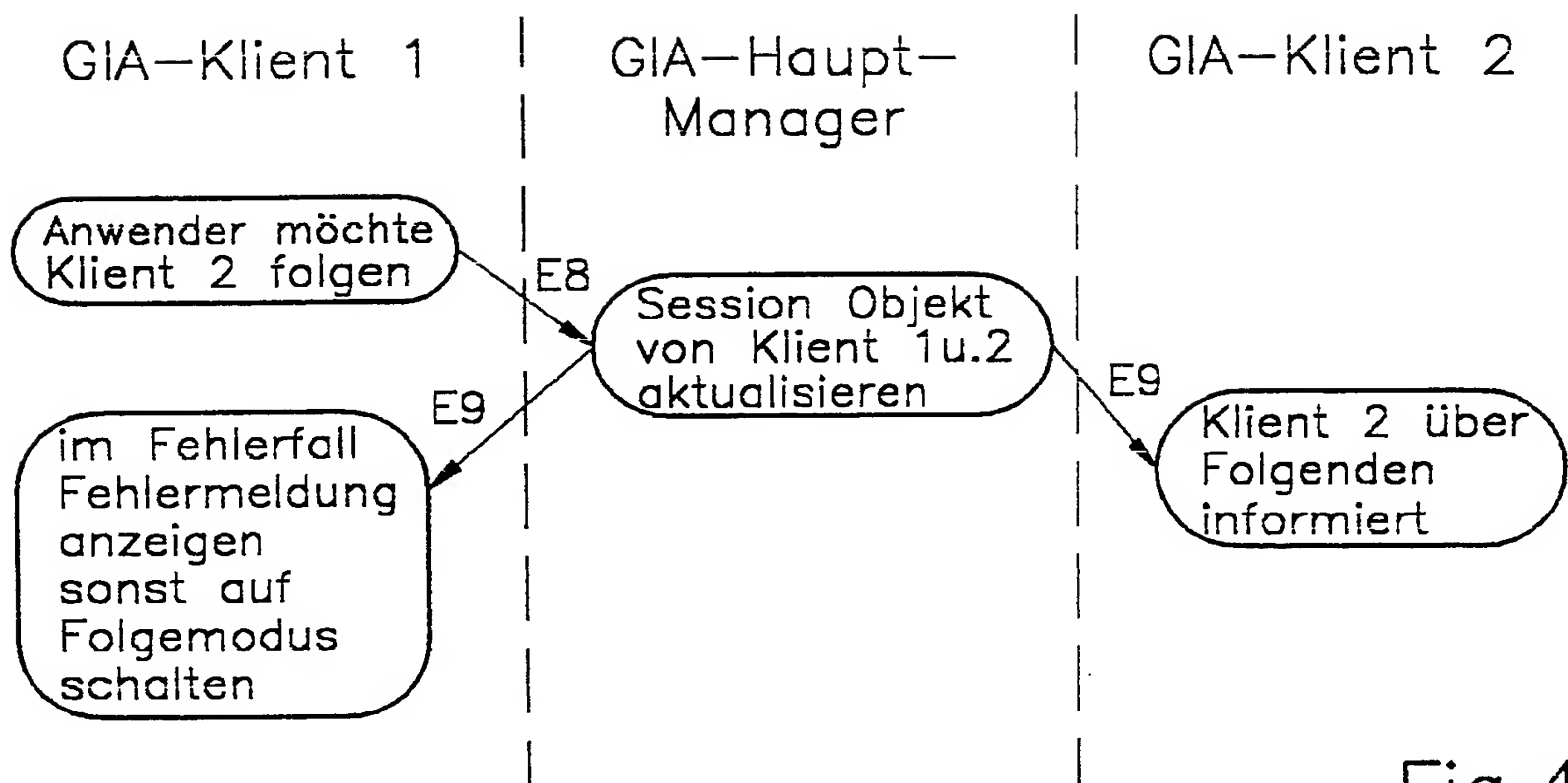 GIA-Klient 1
GIA-Haupt-
Manager
GIA-Klient 2
Anwender möchte
Klient 2 folgen
E8
Session Objekt
von Klient 1u.2
aktualisieren
E9
E9
im Fehlerfall
Fehlermeldung
anzeigen
sonst auf
Folgemodus
schalten
Klient 2 über
Folgenden
informiert